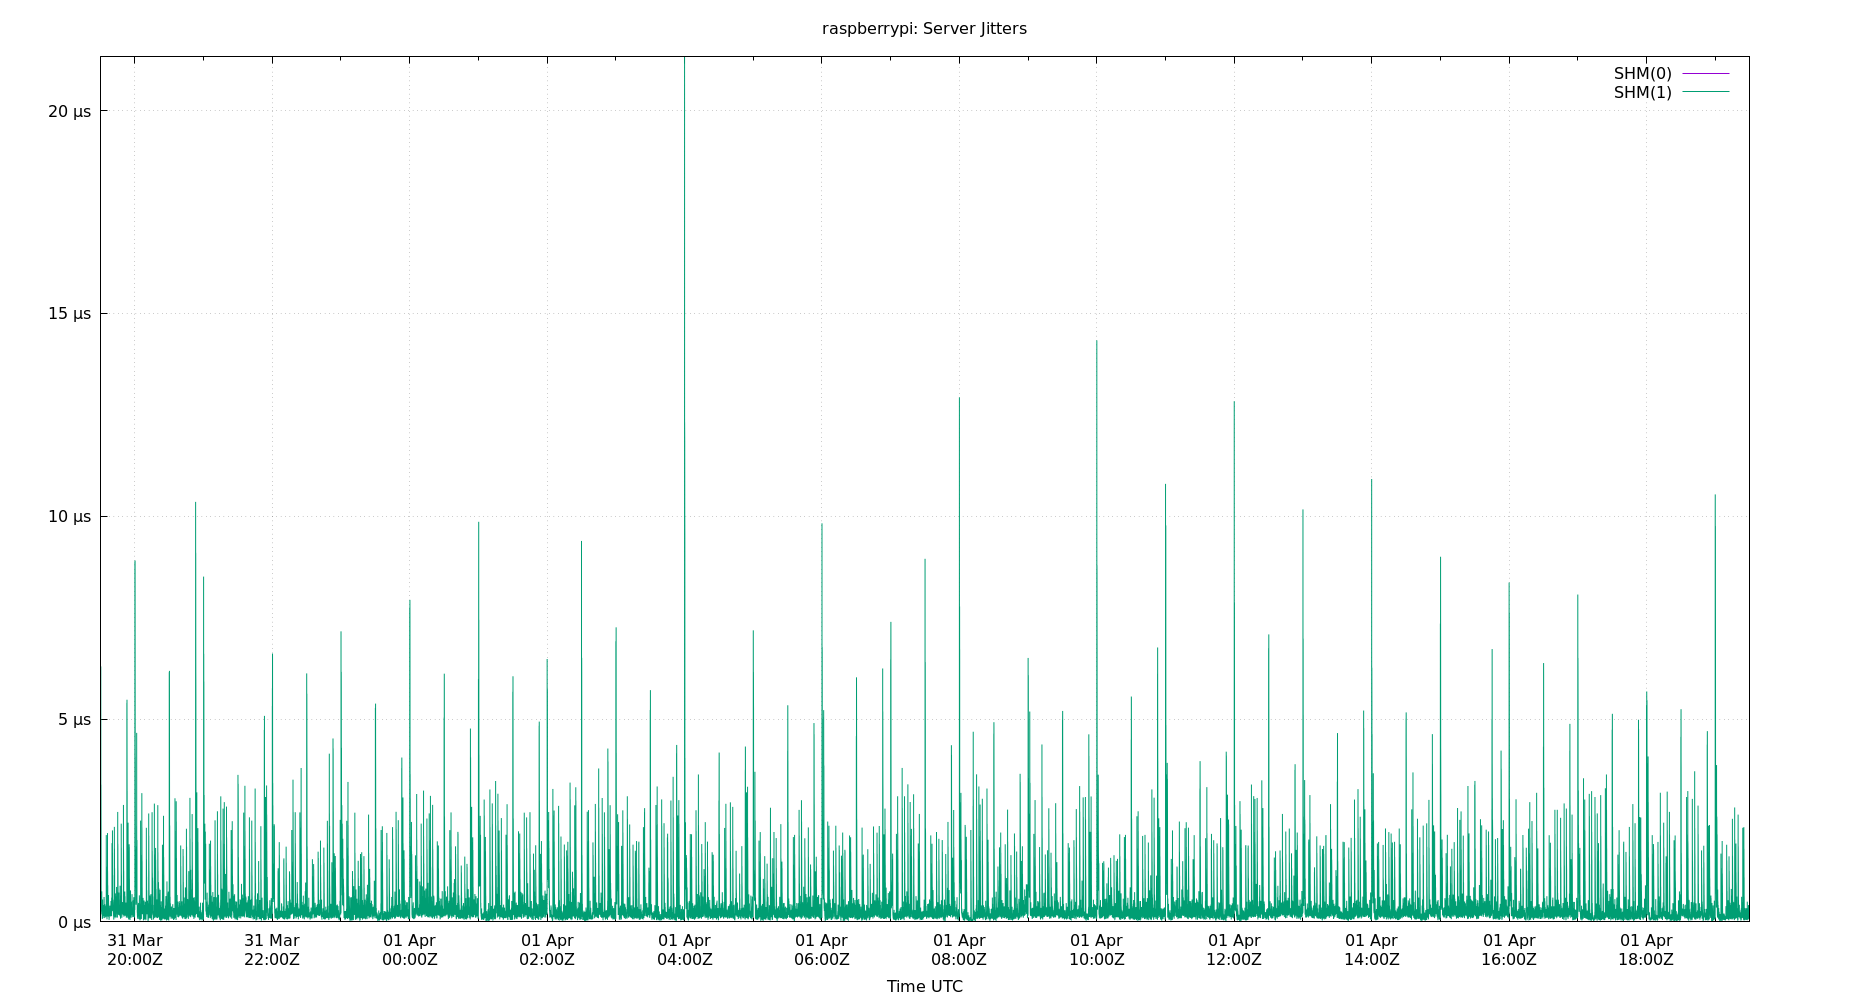 raspberrypi: Server Jitters
SHM(0)
SHM(1)
20 µs
15 µs
10 µs
5 µs
0 µs
31 Mar 31 Mar 01 Apr 01 Apr 01 Apr 01 Apr 01 Apr 01 Apr 01 Apr 01 Apr 01 Apr 01 Apr
20:00Z 22:00Z 00:00Z 02:00Z 04:00Z 06:00Z 08:00Z 10:00Z 12:00Z 14:00Z 16:00Z 18:00Z
Time UTC